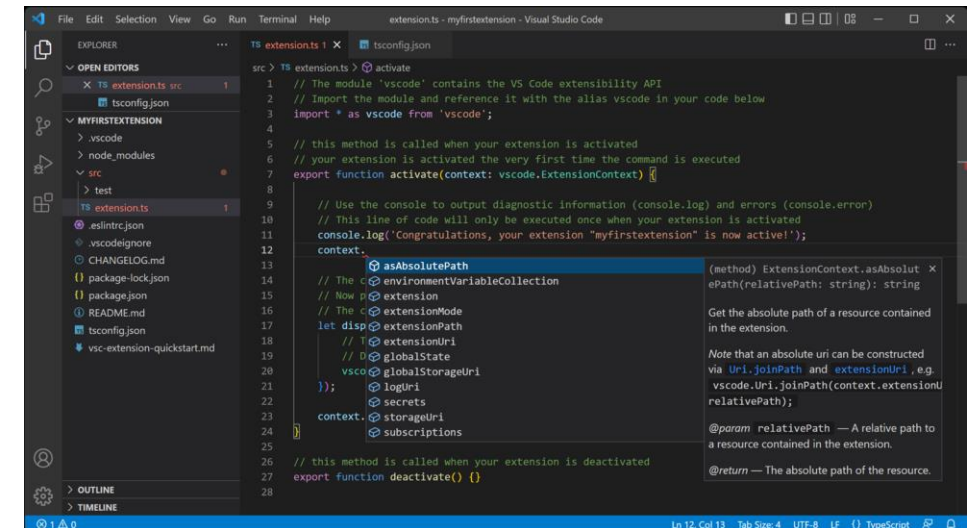 File Edit Selection View Go Run Terminal Help
extension.ts - myfirstextension - Visual Studio Code
EXPLORER ...
OPEN EDITORS
TS extension.ts src 1
tsconfig.json
MYFIRSTEXTENSION
> .vscode
> node_modules
src
> test
TS extension.ts 1
.eslintrc.json
.vscodeignore
CHANGELOG.md
{} package-lock.json
{} package.json
README.md
tsconfig.json
vsc-extension-quickstart.md
> OUTLINE
> TIMELINE
TS extension.ts 1 X
tsconfig.json
src > TS extension.ts > activate
1 // The module 'vscode' contains the VS Code extensibility API
2 // Import the module and reference it with the alias vscode in your code below
3 import * as vscode from 'vscode';
4
5 // this method is called when your extension is activated
6 // your extension is activated the very first time the command is executed
7 export function activate(context: vscode.ExtensionContext) {
8
9 // Use the console to output diagnostic information (console.log) and errors (console.error)
10 // This line of code will only be executed once when your extension is activated
11 console.log('Congratulations, your extension "myfirstextension" is now active!');
12 context.
13
14 // The c
15 // Now p
16 // The c
17 let disp
18 // T
19 // D
20 vsco
21 });
22
23 context.
24 }
25
26 // this method is called when your extension is deactivated
27 export function deactivate() {}
28
asAbsolutePath
environmentVariableCollection
extension
extensionMode
extensionPath
extensionUri
globalState
globalStorageUri
logUri
secrets
storageUri
subscriptions
(method) ExtensionContext.asAbsolut
ePath(relativePath: string): string
Get the absolute path of a resource contained
in the extension.
Note that an absolute uri can be constructed
via Uri.joinPath and extensionUri , e.g.
vscode.Uri.joinPath(context.extensionU
relativePath);
@param relativePath — A relative path to
a resource contained in the extension.
@return — The absolute path of the resource.
1 0
Ln 12, Col 13 Tab Size: 4 UTF-8 LF {} TypeScript